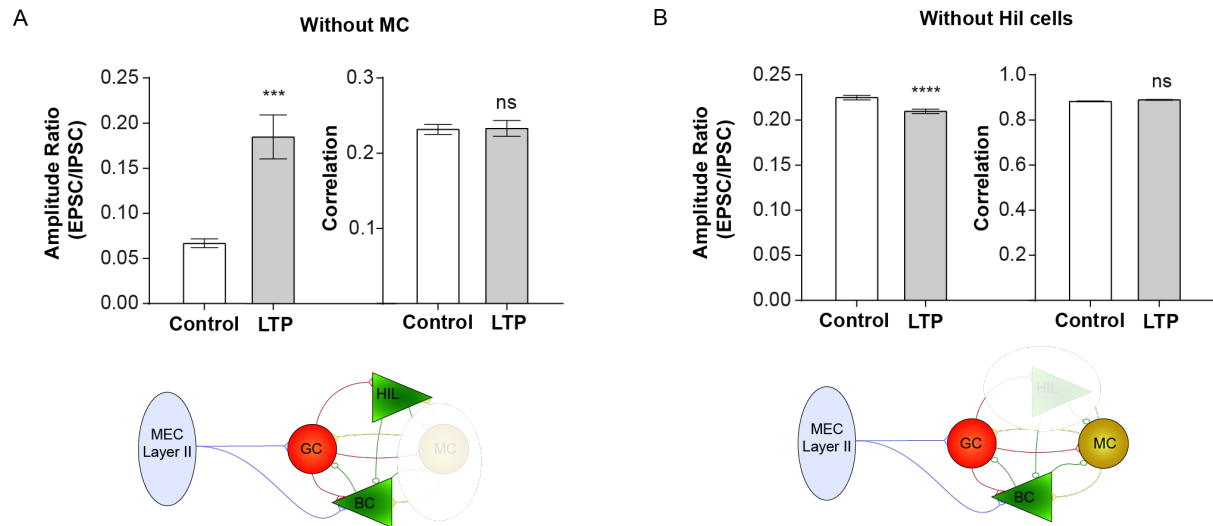 A
Without MC
Amplitude Ratio
(EPSC/IPSC)
0.25
0.20
0.15
0.10
0.05
0.00
***
Control
LTP
Correlation
0.3
0.2
0.1
ns
Control
LTP
MEC
Layer II
HIL
GC
MC
BC
B
Without Hil cells
Amplitude Ratio
(EPSC/IPSC)
0.25
0.20
0.15
0.10
0.05
0.00
****
Control
LTP
Correlation
1.0
0.8
0.6
0.4
0.2
ns
Control
LTP
MEC
Layer II
HIL
GC
MC
BC